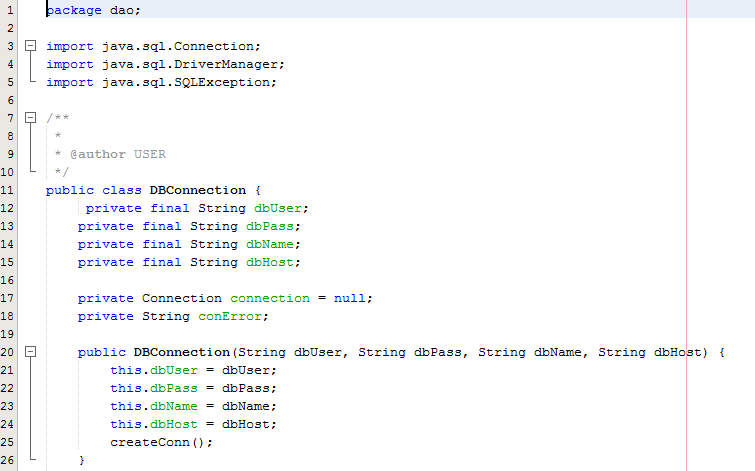 1 package dao;
2
3 import java.sql.Connection;
4 import java.sql.DriverManager;
5 import java.sql.SQLException;
6
7 /**
8  *
9  * @author USER
10  */
11 public class DBConnection {
12      private final String dbUser;
13     private final String dbPass;
14     private final String dbName;
15     private final String dbHost;
16
17     private Connection connection = null;
18     private String conError;
19
20     public DBConnection(String dbUser, String dbPass, String dbName, String dbHost) {
21         this.dbUser = dbUser;
22         this.dbPass = dbPass;
23         this.dbName = dbName;
24         this.dbHost = dbHost;
25         createConn();
26     }